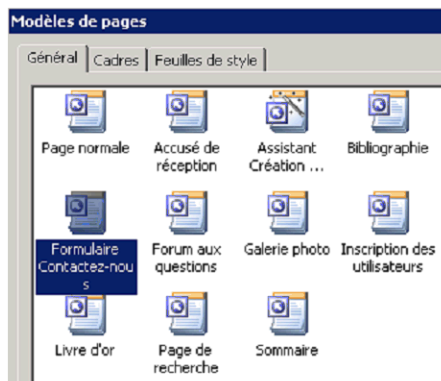 Modèles de pages
Général Cadres Feuilles de style
Page normale Accusé de Assistant Bibliographie
réception Création ...
Formulaire Forum aux Galerie photo Inscription des
Contactez-nou questions utilisateurs
s
Livre d'or Page de Sommaire
recherche